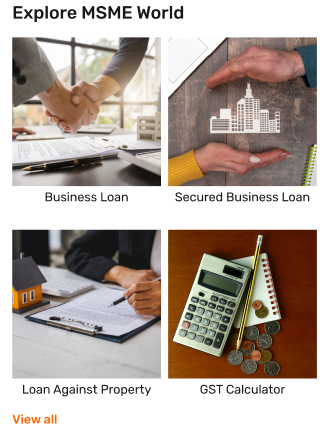 Explore MSME World
Business Loan
Secured Business Loan
Loan Against Property
GST Calculator
View all